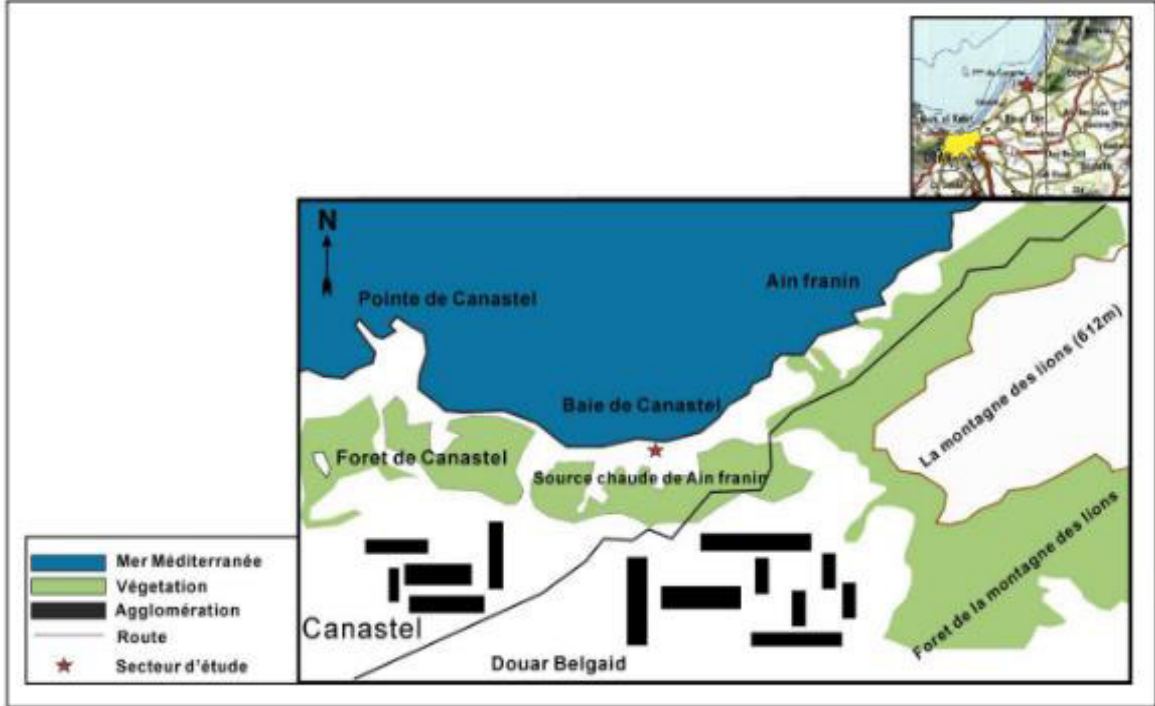 N
Pointe de Canastel
Ain franin
Baie de Canastel
La montagne des lions (612m)
Foret de Canastel
Source chaude de Ain franin
Foret de la montagne des lions
Canastel
Douar Belgaid
Mer Méditerranée
Végetation
Agglomération
Route
Secteur d'étude